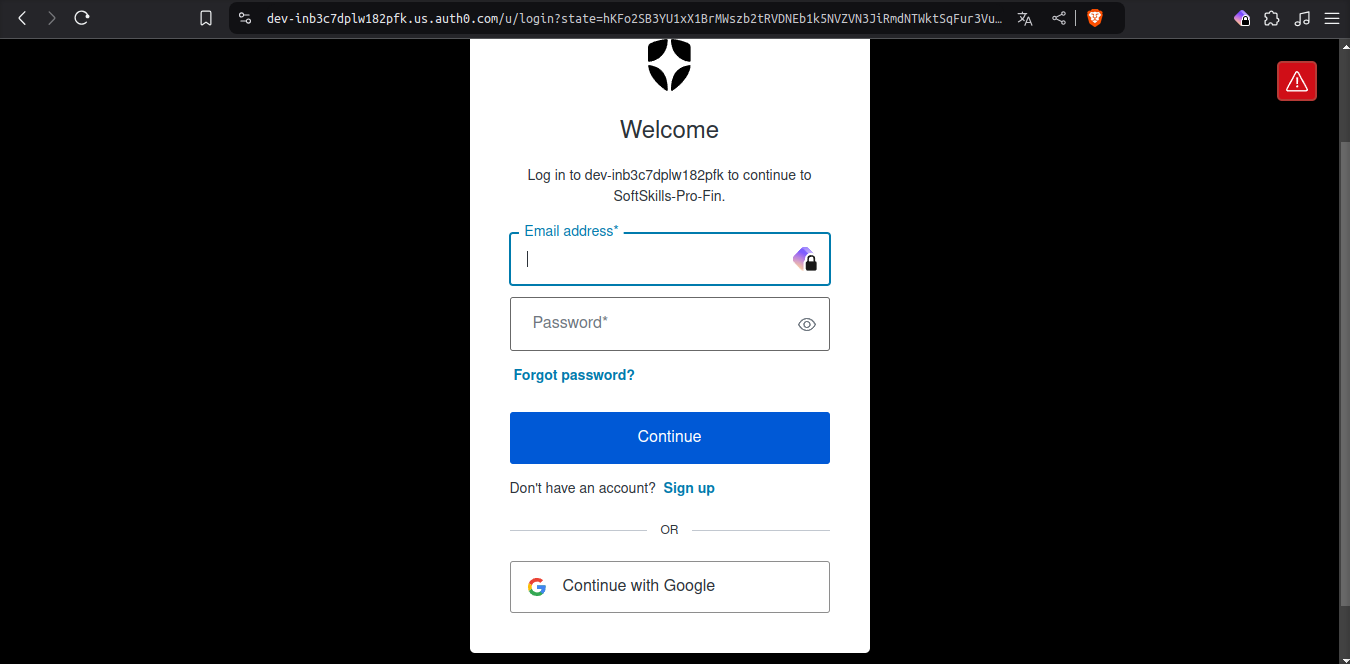 dev-inb3c7dplw182pfk.us.auth0.com/u/login?state=hKFo2SB3YU1xX1BrMWszb2tRVDNEb1k5NVZVN3JiRmdNTWktSqFur3Vu…
Welcome
Log in to dev-inb3c7dplw182pfk to continue to
SoftSkills-Pro-Fin.
Email address*
Password*
Forgot password?
Continue
Don't have an account? Sign up
OR
Continue with Google